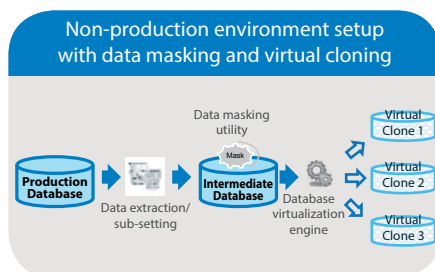 Non-production environment setup
with data masking and virtual cloning
Data masking
utility
Mask
Production
Database
Data extraction/
sub-setting
Intermediate
Database
Database
virtualization
engine
Virtual
Clone 1
Virtual
Clone 2
Virtual
Clone 3